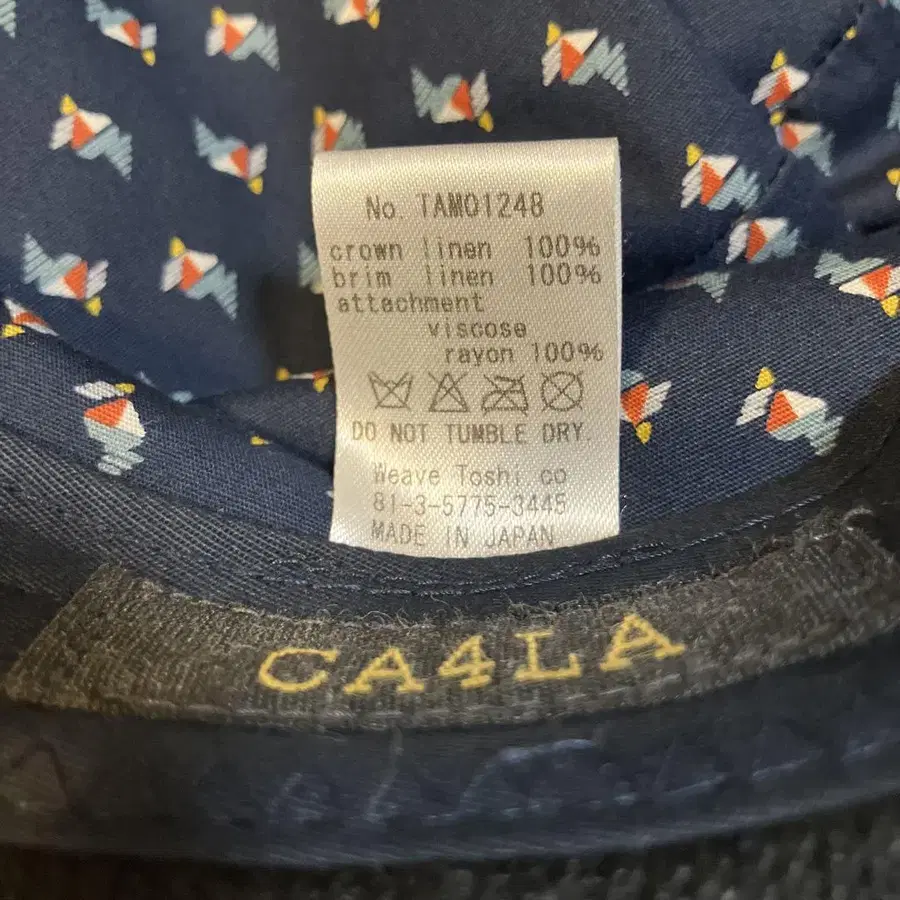 No. TAM01248
crown linen 100%
brim linen 100%
attachment
viscose
rayon 100%
DO NOT TUMBLE DRY.
Weave Toshi co
81-3-5775-3445
MADE IN JAPAN
CA4LA